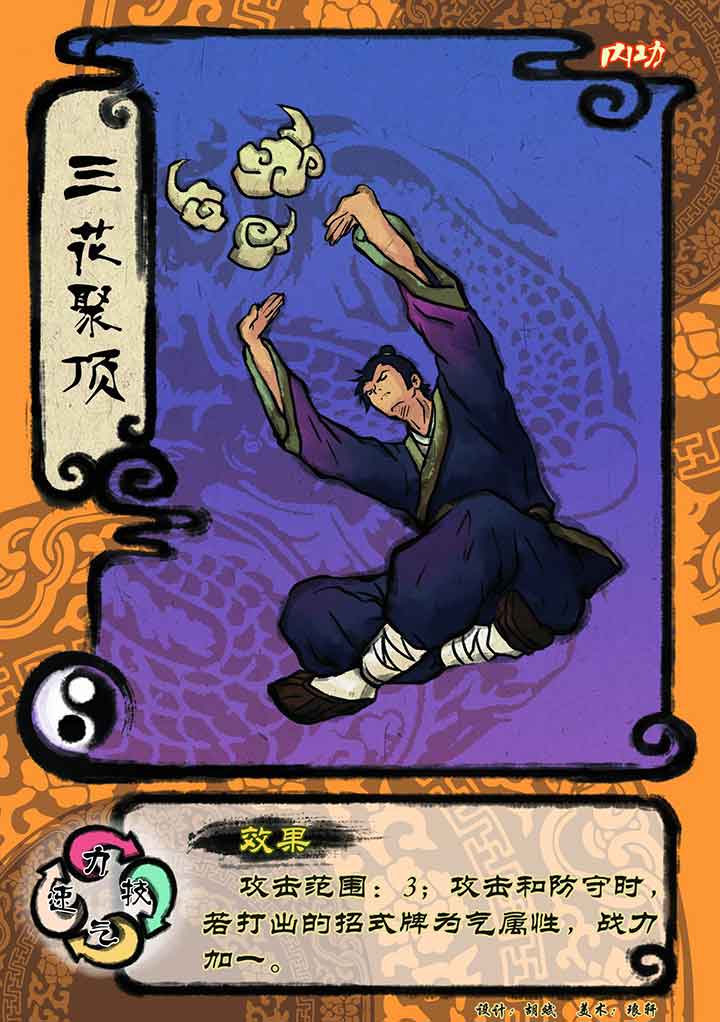 内功
三花聚顶
力
速
技
气
效果
攻击范围：3；攻击和防守时，
若打出的招式牌为气属性，战力
加一。
设计：胡斌 美术：琅轩